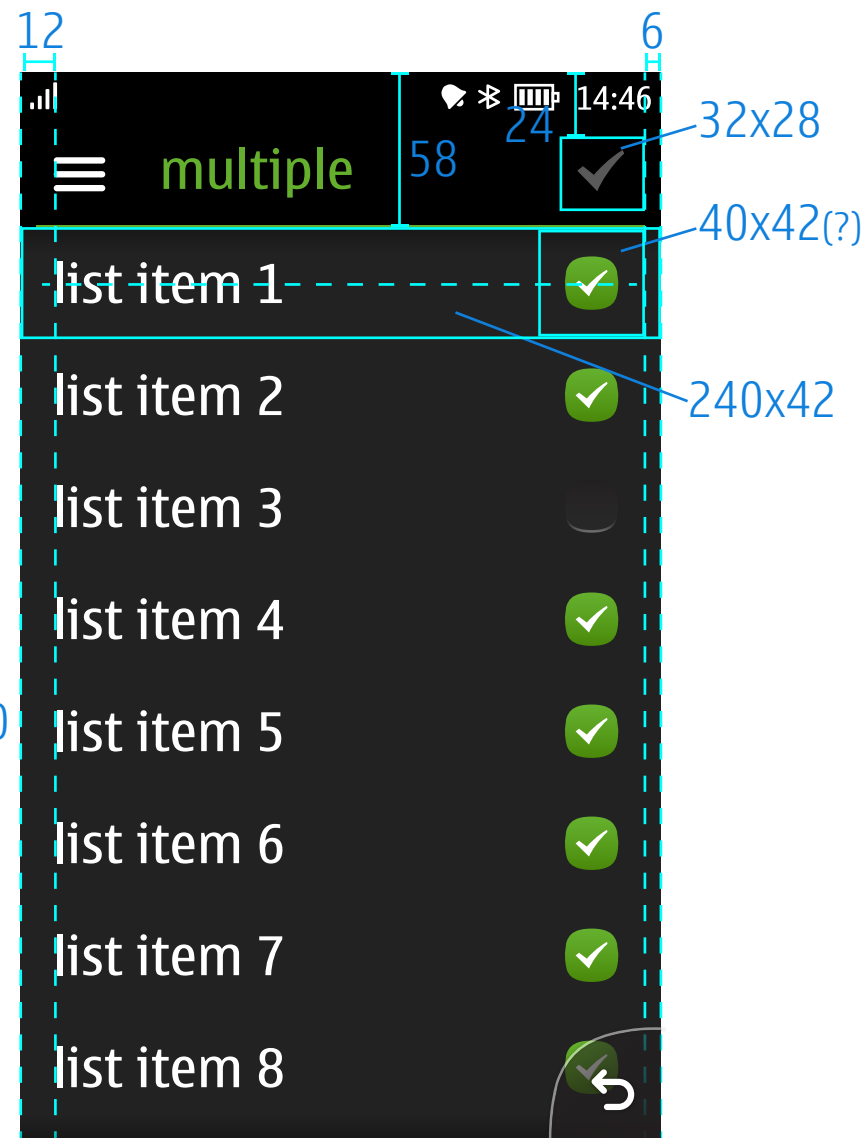 12
6
14:46
24
32x28
multiple
58
40x42(?)
list item 1
240x42
list item 2
list item 3
list item 4
list item 5
list item 6
list item 7
list item 8